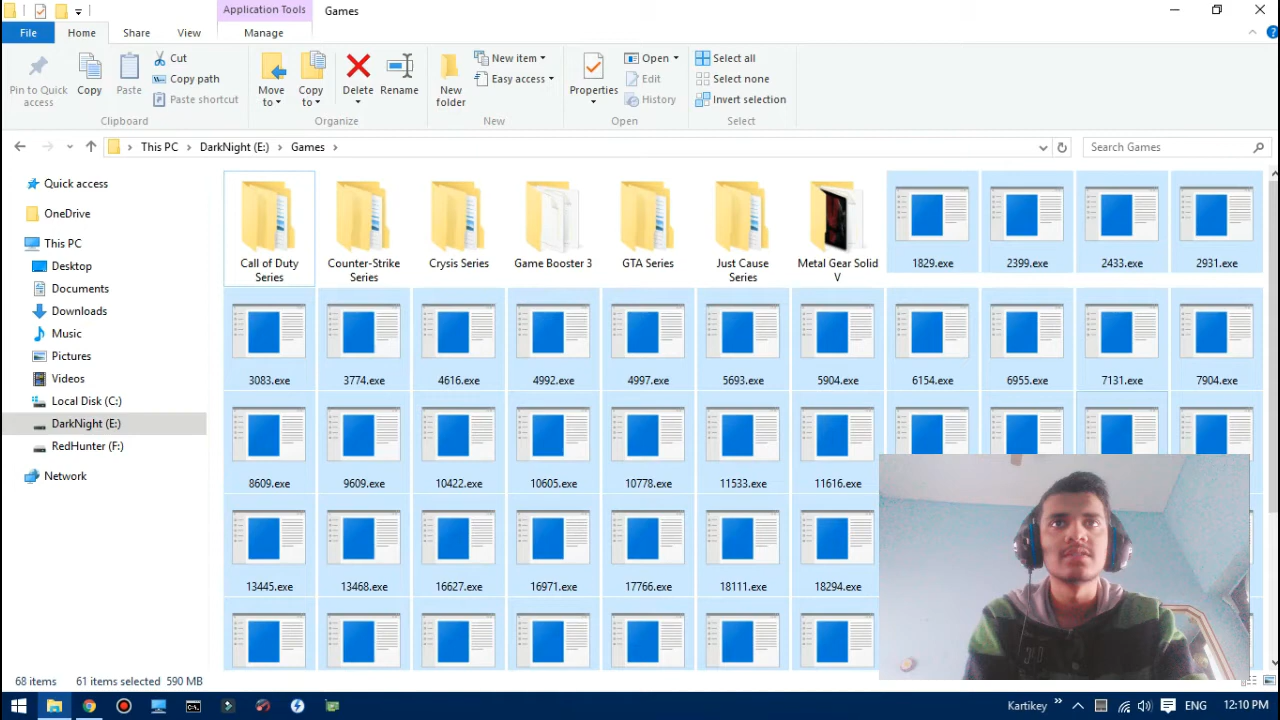 Application Tools
Games
File
Home
Share
View
Manage
Pin to Quick
access
Copy
Paste
Cut
Copy path
Paste shortcut
Clipboard
Move
to
Copy
to
Delete
Rename
Organize
New
folder
New item
Easy access
New
Properties
Open
Edit
History
Open
Select all
Select none
Invert selection
Select
This PC
DarkNight (E:)
Games
Search Games
Quick access
OneDrive
This PC
Desktop
Documents
Downloads
Music
Pictures
Videos
Local Disk (C:)
DarkNight (E:)
RedHunter (F:)
Network
Call of Duty
Series
Counter-Strike
Series
Crysis Series
Game Booster 3
GTA Series
Just Cause
Series
Metal Gear Solid
V
1829.exe
2399.exe
2433.exe
2931.exe
3083.exe
3774.exe
4616.exe
4992.exe
4997.exe
5693.exe
5904.exe
6154.exe
6955.exe
7131.exe
7904.exe
8609.exe
9609.exe
10422.exe
10605.exe
10778.exe
11533.exe
11616.exe
13445.exe
13468.exe
16627.exe
16971.exe
17766.exe
18111.exe
18294.exe
68 items
61 items selected
590 MB
Kartikey
ENG
12:10 PM